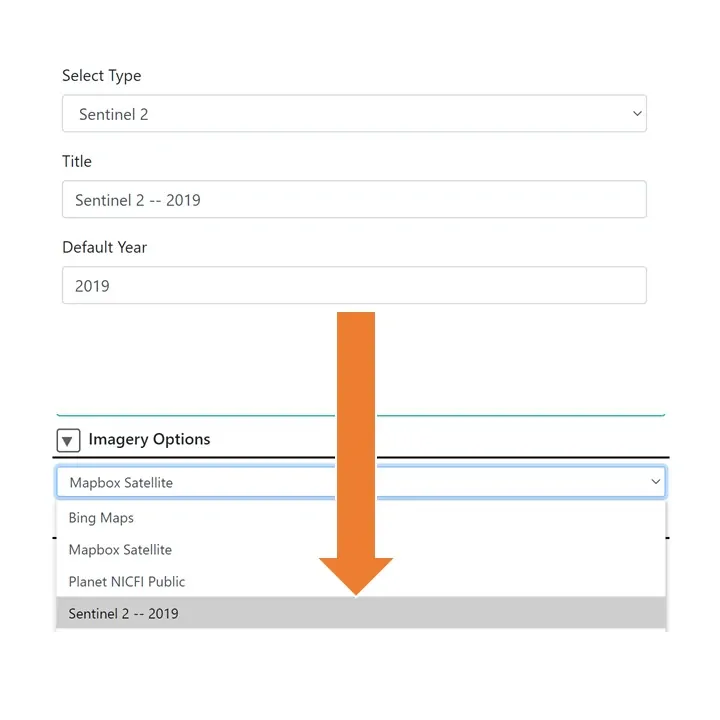 Select Type
Sentinel 2
Title
Sentinel 2 -- 2019
Default Year
2019
Imagery Options
Mapbox Satellite
Bing Maps
Mapbox Satellite
Planet NICFI Public
Sentinel 2 -- 2019